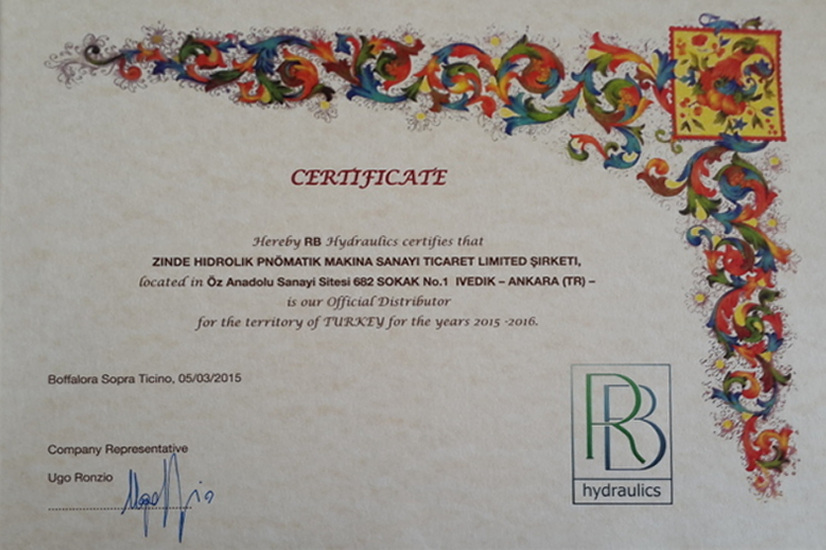 CERTIFICATE
Hereby RB Hydraulics certifies that
ZINDE HIDROLIK PNÖMATIK MAKINA SANAYI TICARET LIMITED ŞIRKETI,
located in Öz Anadolu Sanayi Sitesi 682 SOKAK No.1 IVEDIK – ANKARA (TR) –
is our Official Distributor
for the territory of TURKEY for the years 2015 -2016.
Boffalora Sopra Ticino, 05/03/2015
Company Representative
Ugo Ronzio
RB
hydraulics